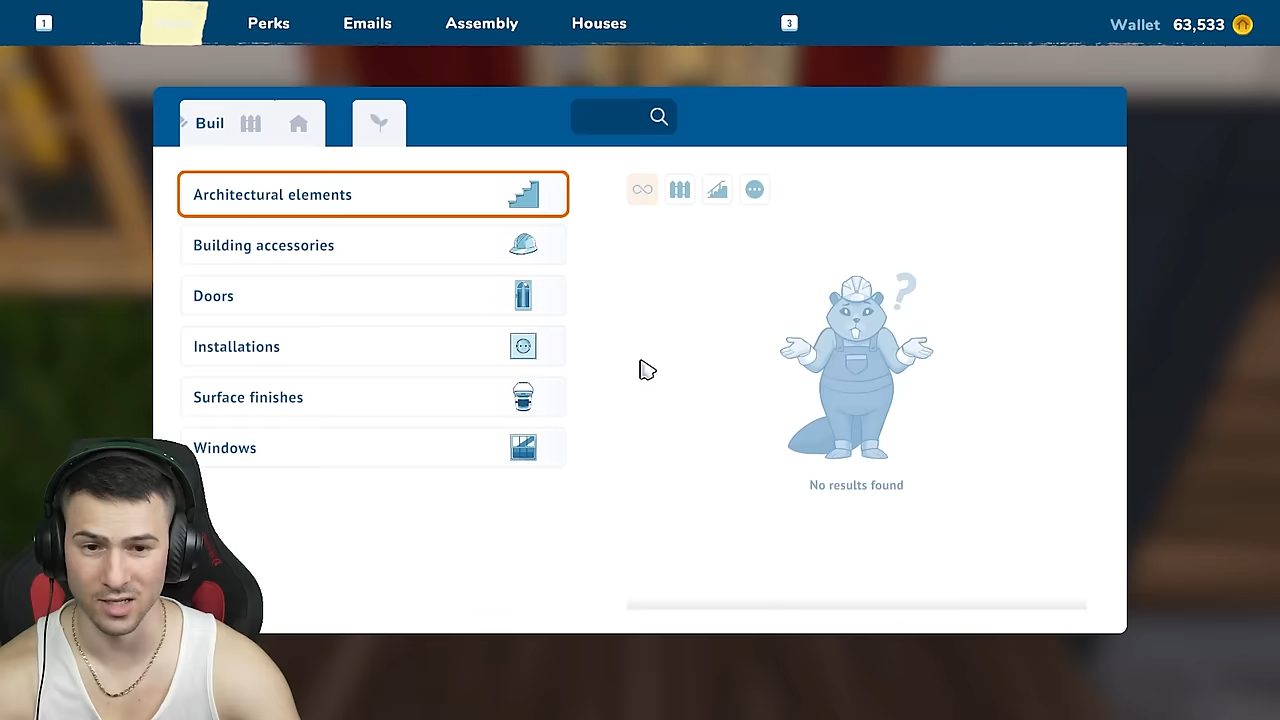 1
Perks
Emails
Assembly
Houses
3
Wallet 63,533
Buil
Architectural elements
Building accessories
Doors
Installations
Surface finishes
Windows
?
No results found